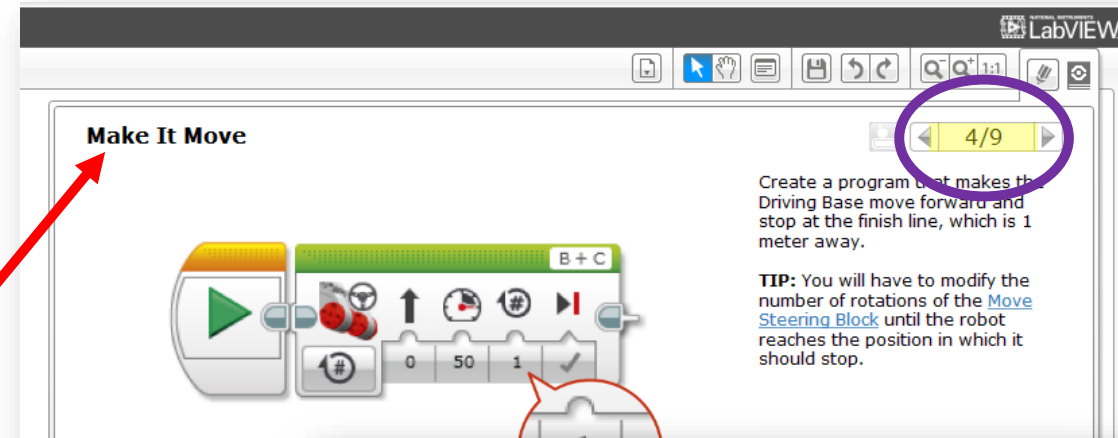 NATIONAL INSTRUMENTS
LabVIEW
1:1
Make It Move
4/9
Create a program that makes the
Driving Base move forward and
stop at the finish line, which is 1
meter away.
TIP: You will have to modify the
number of rotations of the Move
Steering Block until the robot
reaches the position in which it
should stop.
B + C
#
# 0 50 1